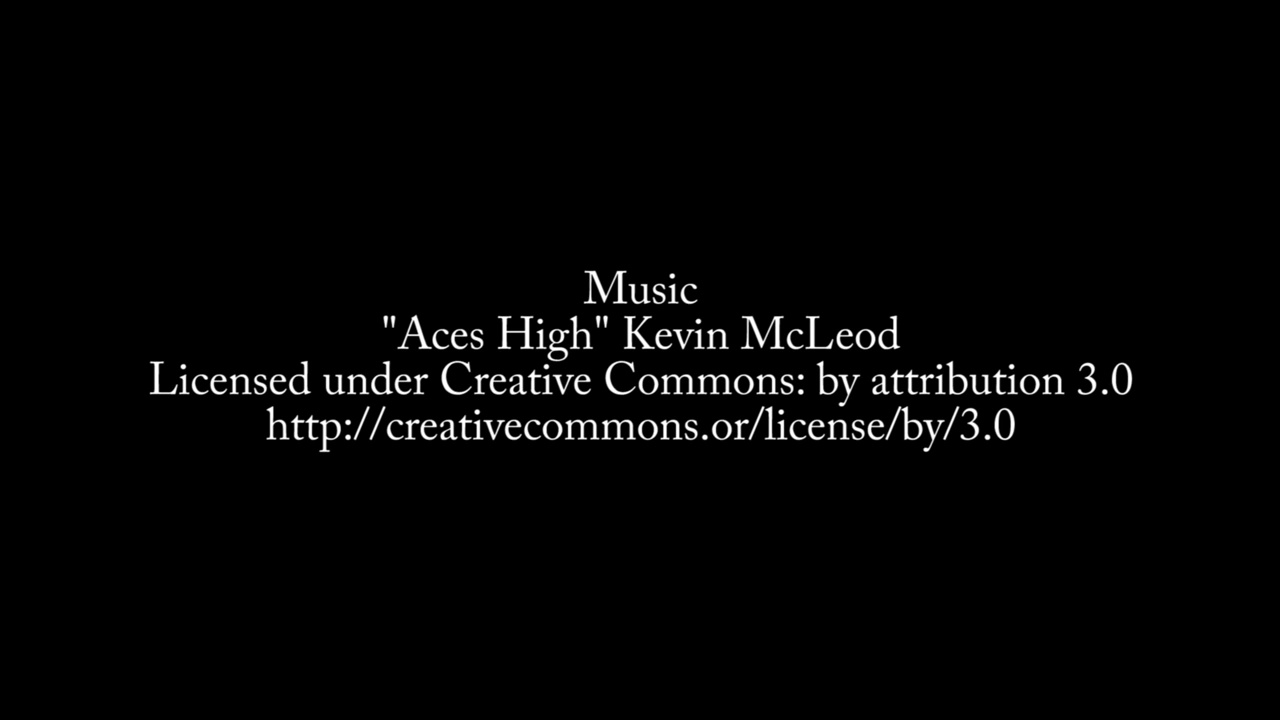 Music
"Aces High" Kevin McLeod
Licensed under Creative Commons: by attribution 3.0
http://creativecommons.or/license/by/3.0